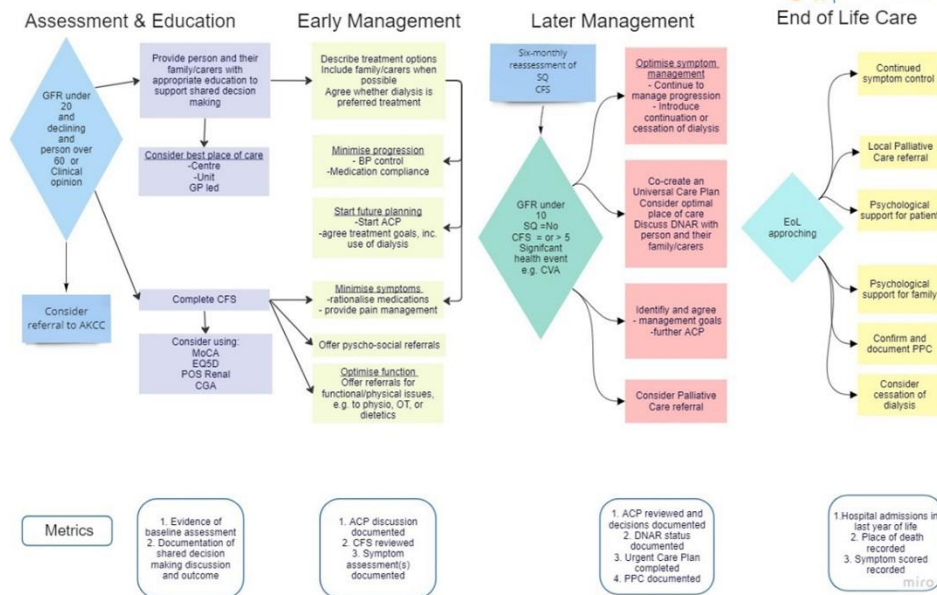 Assessment & Education
Early Management
Later Management
End of Life Care
GFR under
20
and
declining
and
person over
60 or
Clinical
opinion
Provide person and their
family/carers with
appropriate education to
support shared decsion
making
Consider best place of care
-Centre
-Unit
GP led
Consider
referral to AKCC
Complete CFS
Consider using:
MoCA
EQ5D
POS Renal
CGA
Describe treatment options
Include family/carers when
possible
Agree whether dialysis is
preferred treatment
Minimise progression
- BP control
-Medication compliance
Start future planning
-Start ACP
-agree treatment goals, inc.
use of dialysis
Minimise symptoms
-rationalise medications
- provide pain management
Offer pyscho-social referrals
Optimise function
Offer referrals for
functional/physical issues,
e.g. to physio, OT, or
dietetics
Six-monthly
reassessment of
SQ
CFS
GFR under
10
SQ =No
CFS = or > 5
Signifcant
health event
e.g. CVA
Optimise symptom
management
- Continue to
manage progression
- Introduce
continuation or
cessation of dialysis
Co-create an
Universal Care Plan
Consider optimal
place of care
Discuss DNAR with
person and their
family/carers
Identifiy and agree
- management goals
-further ACP
Consider Palliative
Care referral
EoL
approching
Continued
symptom control
Local Palliative
Care referral
Psychological
support for patient
Psychological
support for family
Confirm and
document PPC
Consider
cessation of
dialysis
Metrics
1. Evidence of
baseline assessment
2. Documentation of
shared decision
making discussion
and outcome
1. ACP discussion
documented
2. CFS reviewed
3. Symptom
assessment(s)
documented
1. ACP reviewed and
decisions documented
2. DNAR status
documented
3. Urgent Care Plan
completed
4. PPC documented
1.Hospital admissions in
last year of life
2. Place of death
recorded
3. Symptom scored
recorded
miro